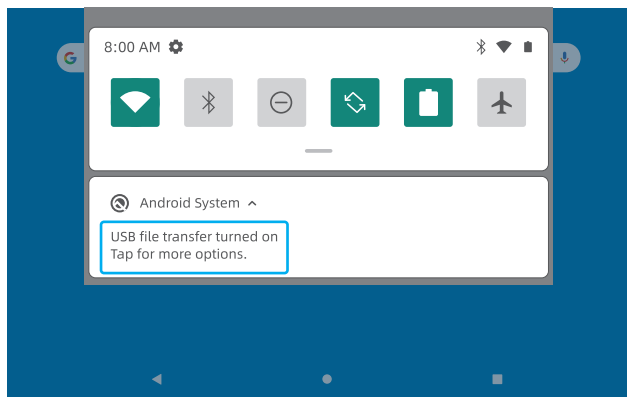 8:00 AM
Android System
USB file transfer turned on
Tap for more options.